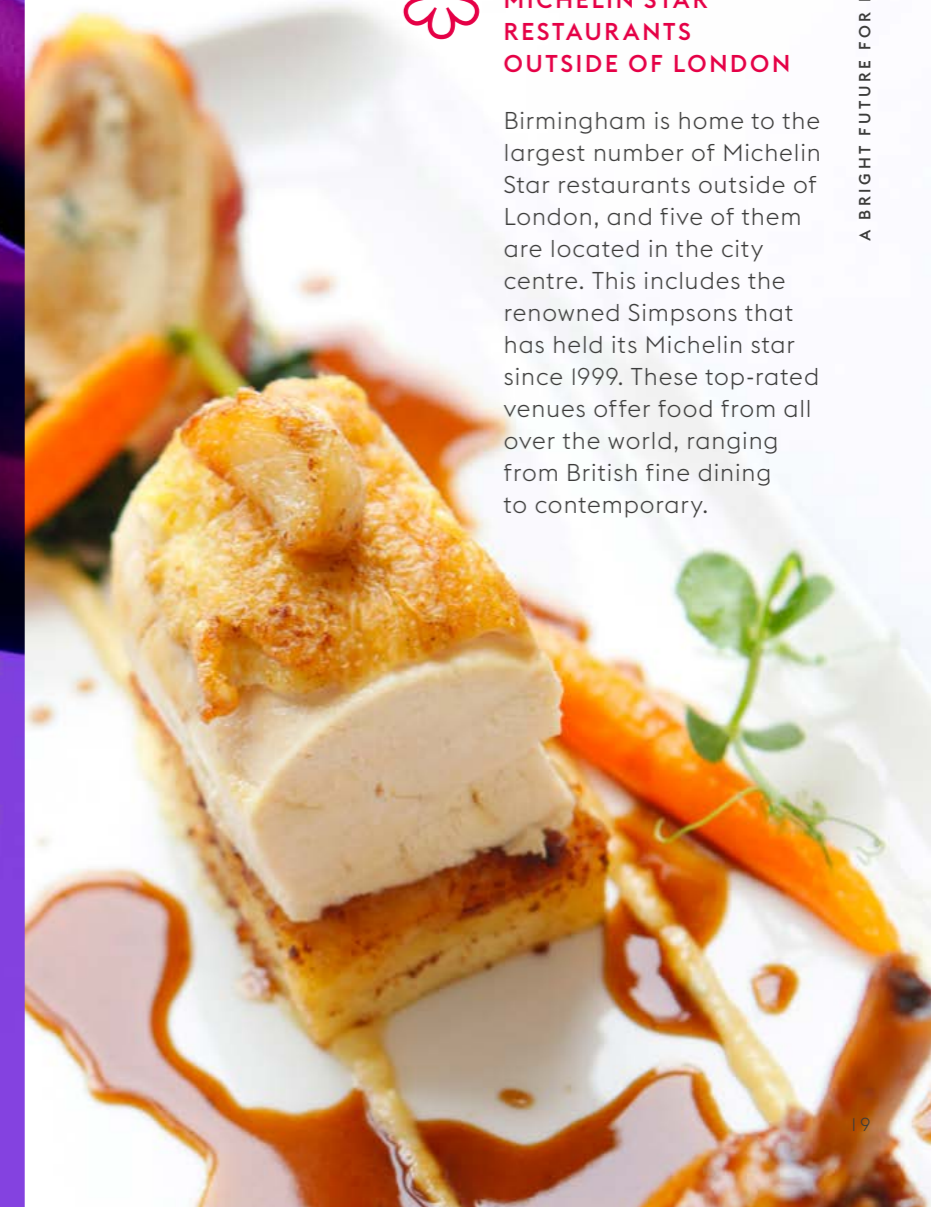 MICHELIN STAR
RESTAURANTS
OUTSIDE OF LONDON
Birmingham is home to the
largest number of Michelin
Star restaurants outside of
London, and five of them
are located in the city
centre. This includes the
renowned Simpsons that
has held its Michelin star
since 1999. These top-rated
venues offer food from all
over the world, ranging
from British fine dining
to contemporary.
A BRIGHT FUTURE FOR
19